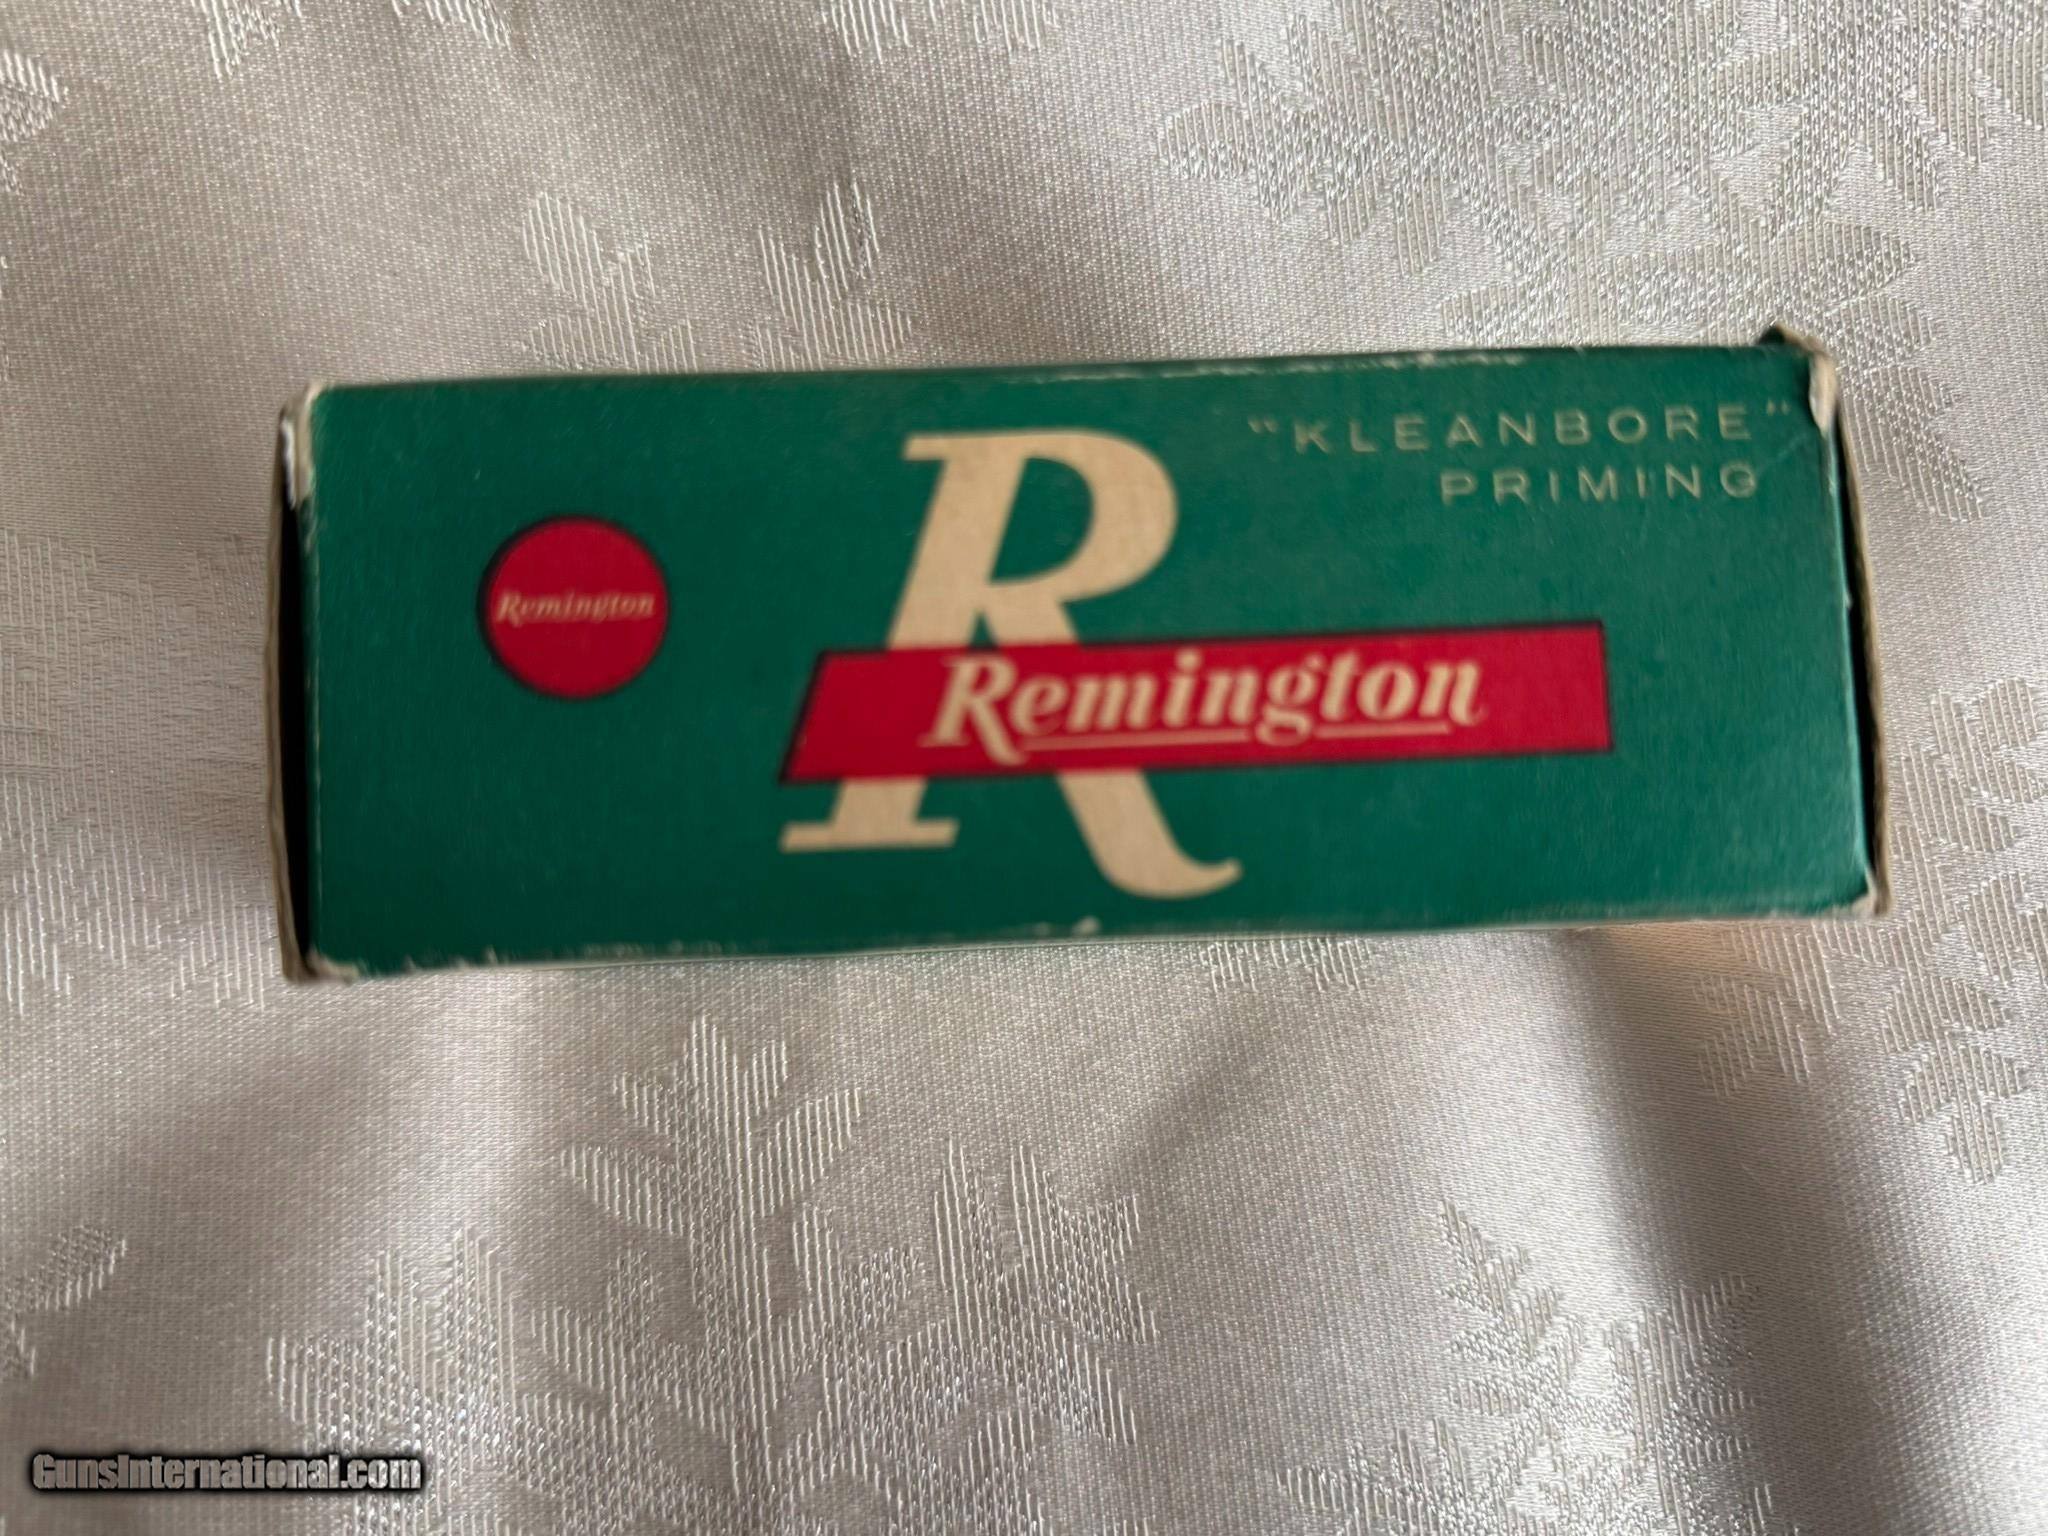 "KLEANBORE"
PRIMING
R
Remington
Remington
GunsInternational.com